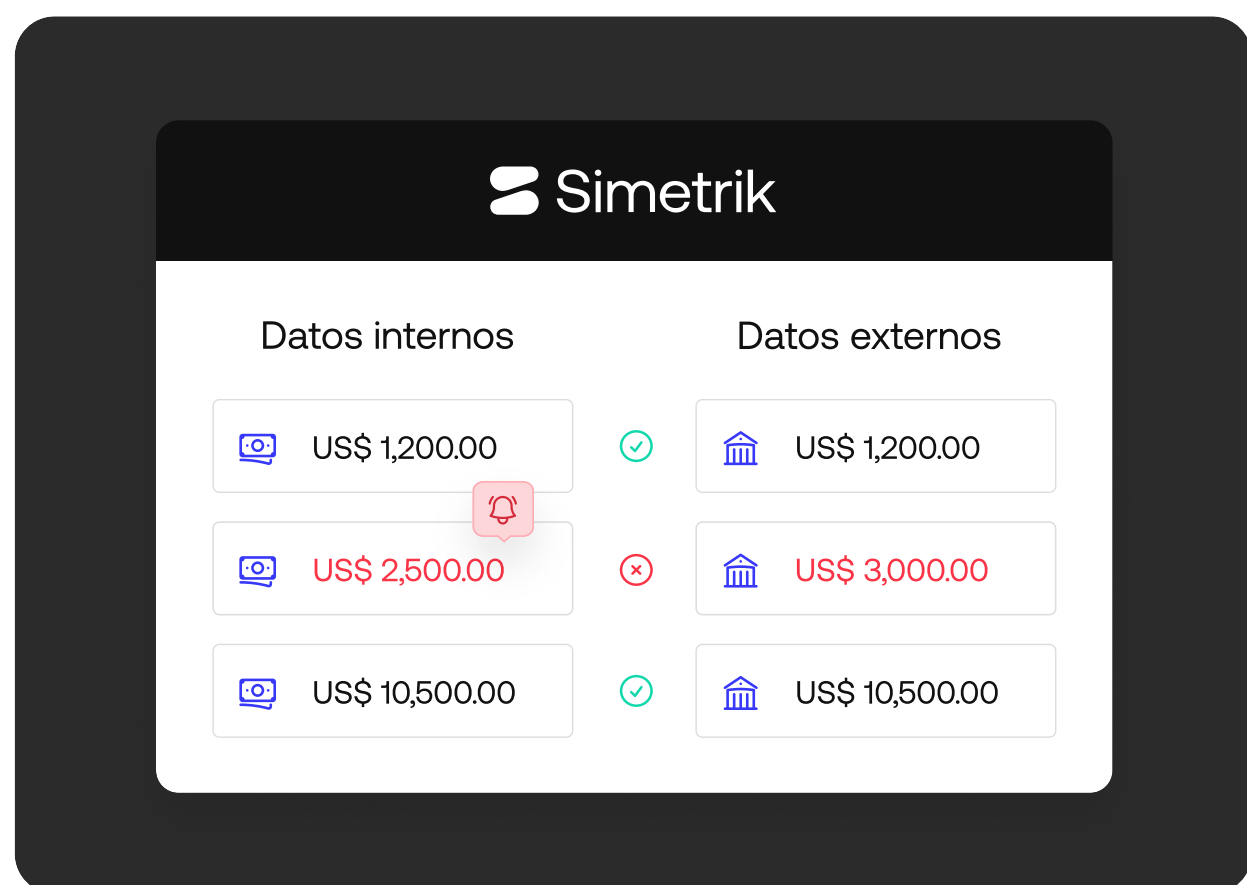 Simetrik
Datos internos
Datos externos
US$ 1,200.00
US$ 1,200.00
US$ 2,500.00
US$ 3,000.00
US$ 10,500.00
US$ 10,500.00